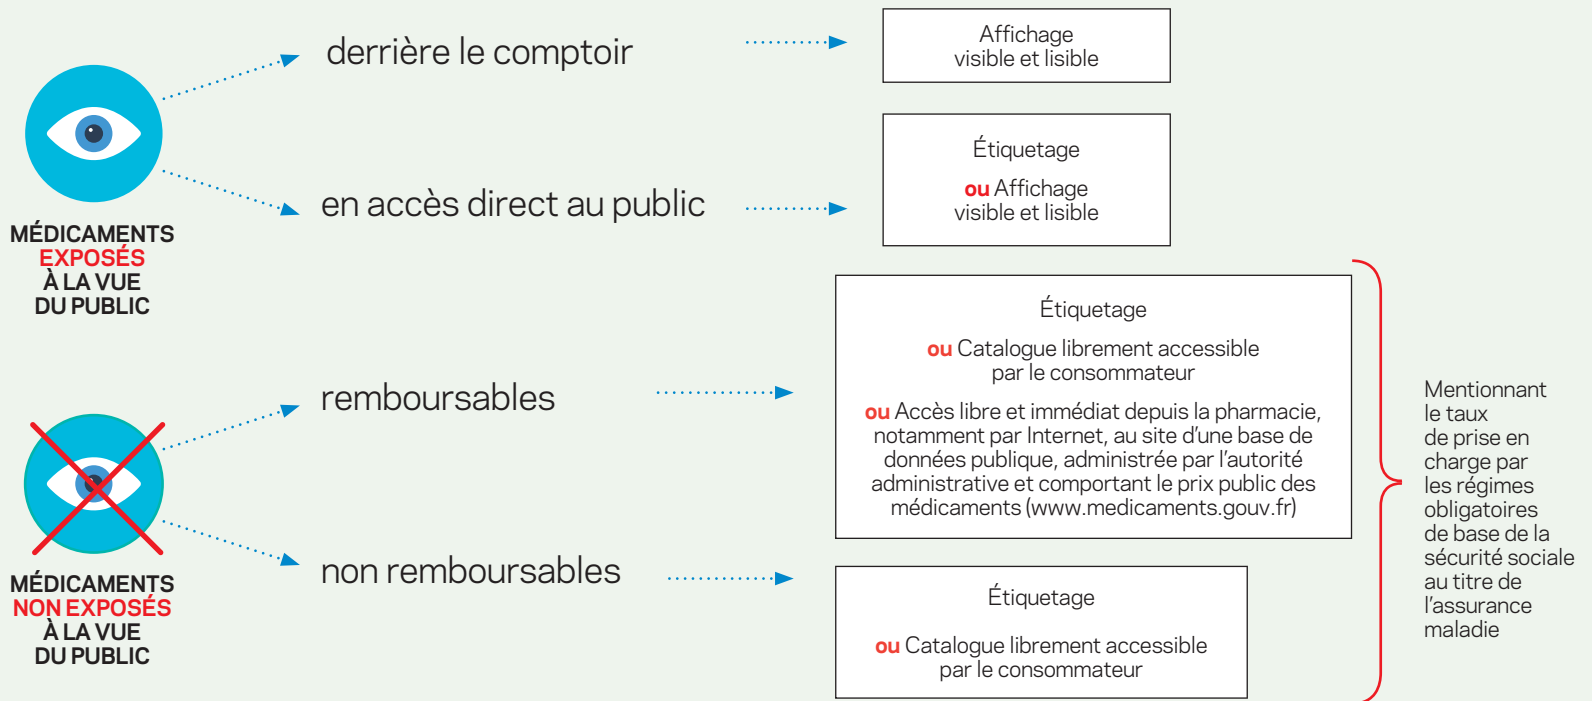 derrière le comptoir
Affichage
visible et lisible
en accès direct au public
Étiquetage
ou Affichage
visible et lisible
MÉDICAMENTS
EXPOSÉS
À LA VUE
DU PUBLIC
remboursables
Étiquetage
ou Catalogue librement accessible
par le consommateur
ou Accès libre et immédiat depuis la pharmacie,
notamment par Internet, au site d’une base de
données publique, administrée par l’autorité
administrative et comportant le prix public des
médicaments (www.medicaments.gouv.fr)
non remboursables
Étiquetage
ou Catalogue librement accessible
par le consommateur
MÉDICAMENTS
NON EXPOSÉS
À LA VUE
DU PUBLIC
Mentionnant
le taux
de prise en
charge par
les régimes
obligatoires
de base de la
sécurité sociale
au titre de
l’assurance
maladie